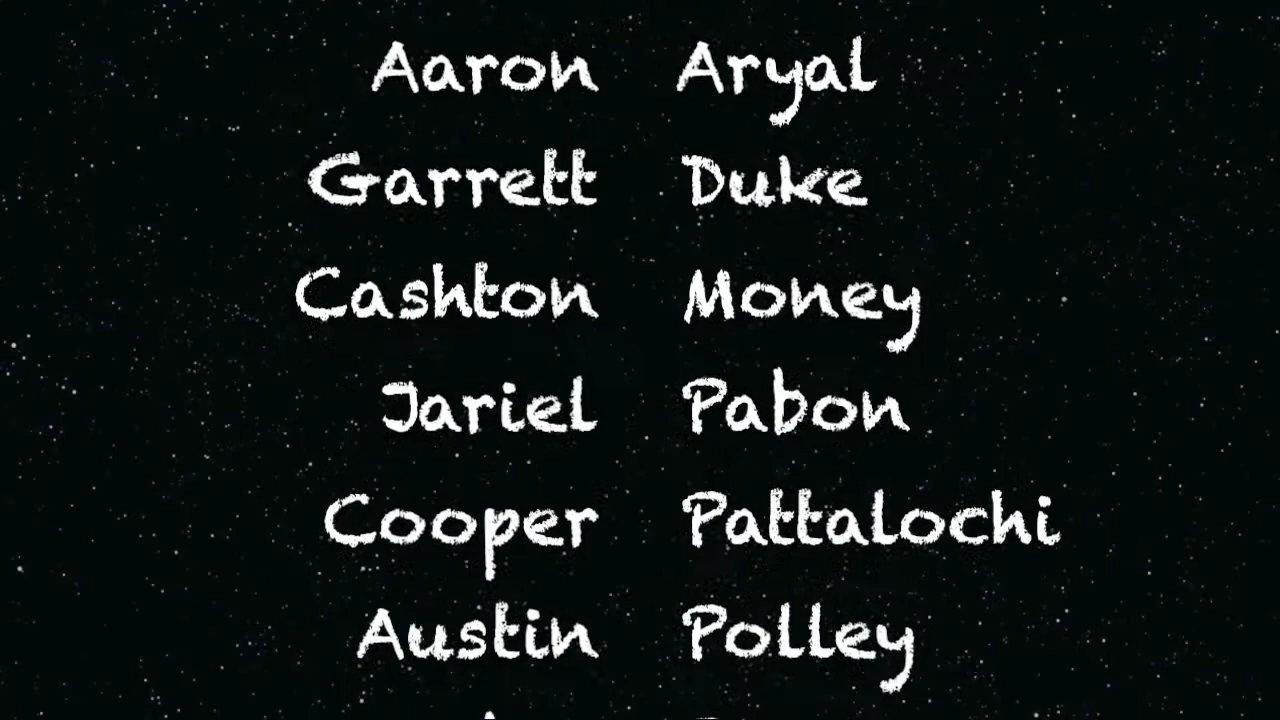 Aaron Aryal
Garrett Duke
Cashton Money
Jariel Pabon
Cooper Pattalochi
Austin Polley